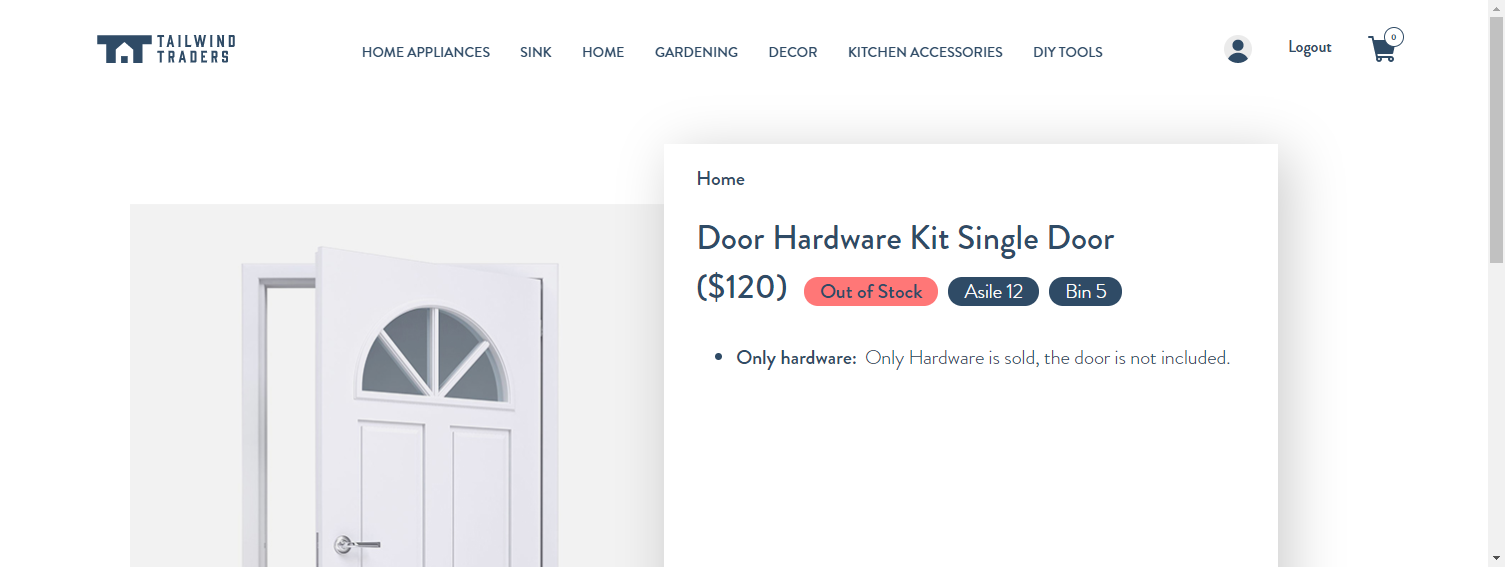 TAILWIND
TRADERS
HOME APPLIANCES SINK HOME GARDENING DECOR KITCHEN ACCESSORIES DIY TOOLS
Logout
0
Home
Door Hardware Kit Single Door
($120) Out of Stock Asile 12 Bin 5
• Only hardware: Only Hardware is sold, the door is not included.